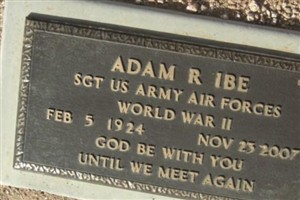 ADAM R IBE
SGT US ARMY AIR FORCES
WORLD WAR II
FEB 5 1924 NOV 23 2007
GOD BE WITH YOU
UNTIL WE MEET AGAIN